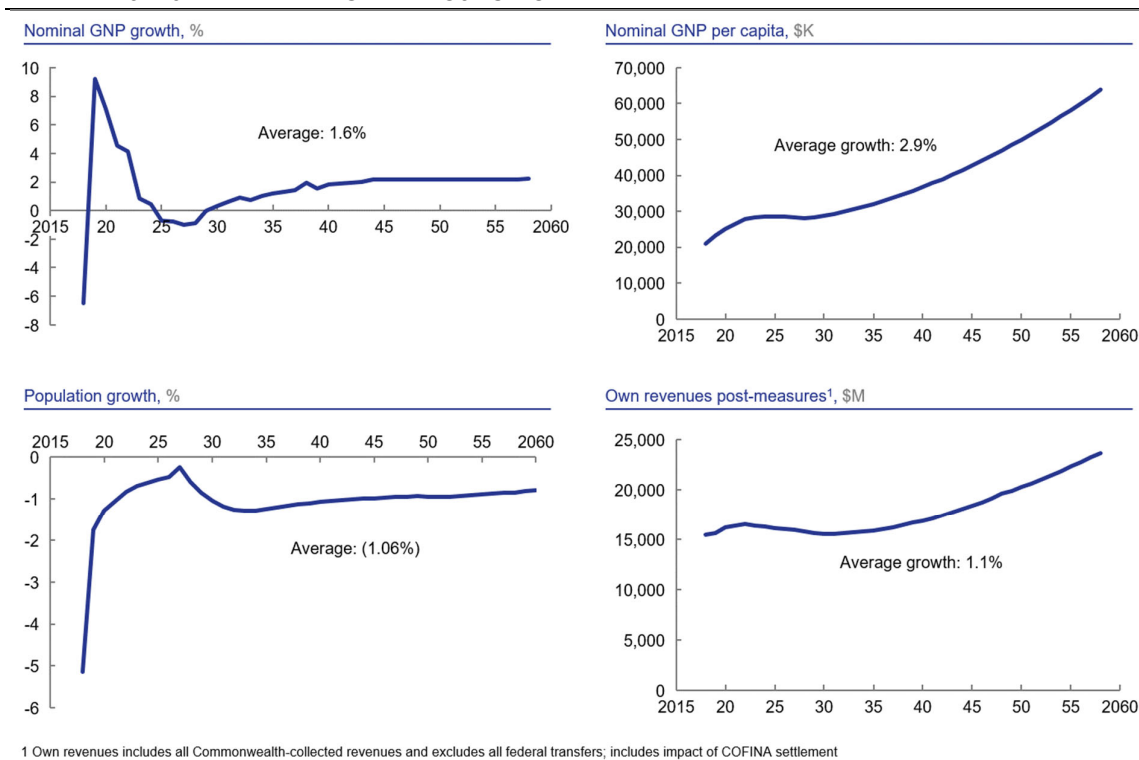 Nominal GNP growth, %
10
8
6
4
2
0
-2
-4
-6
-8
2015 20 25 30 35 40 45 50 55 2060
Average: 1.6%
Nominal GNP per capita, $K
70,000
60,000
50,000
40,000
30,000
20,000
10,000
0
2015 20 25 30 35 40 45 50 55 2060
Average growth: 2.9%
Population growth, %
2015 20 25 30 35 40 45 50 55 2060
0
-1
-2
-3
-4
-5
-6
Average: (1.06%)
Own revenues post-measures¹, $M
25,000
20,000
15,000
10,000
5,000
0
2015 20 25 30 35 40 45 50 55 2060
Average growth: 1.1%
1 Own revenues includes all Commonwealth-collected revenues and excludes all federal transfers; includes impact of COFINA settlement